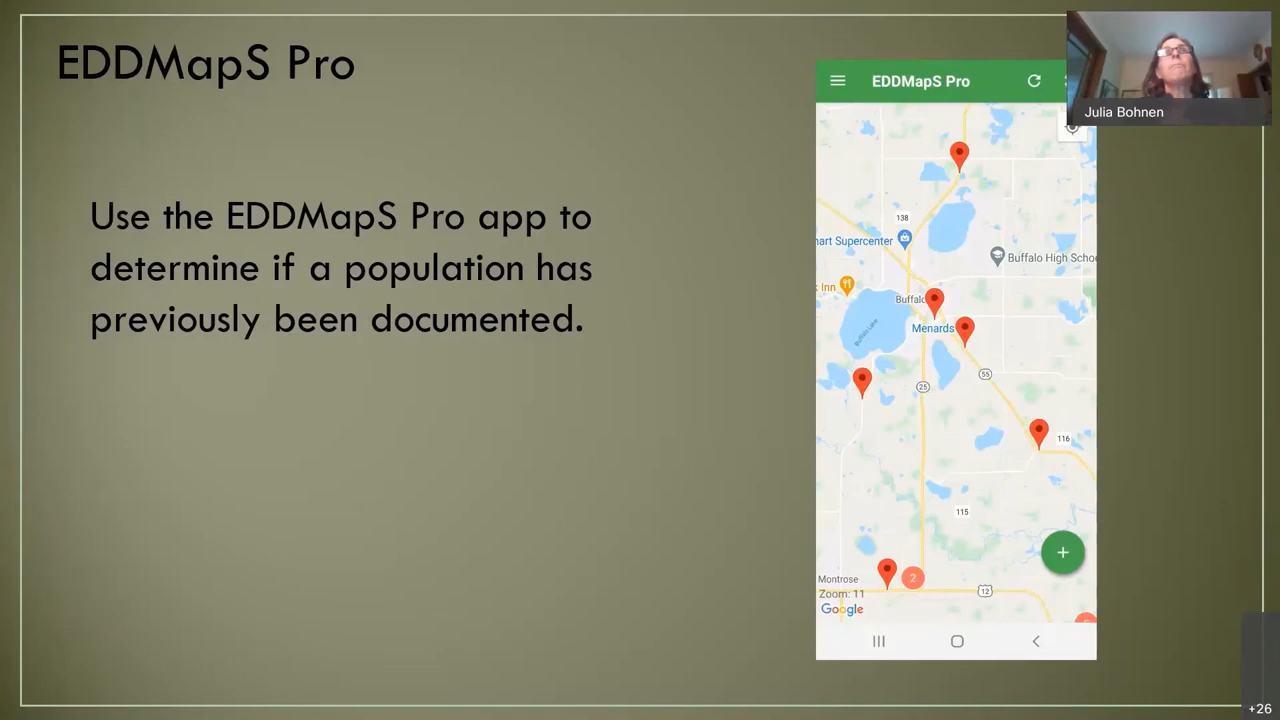 EDDMapS Pro
Use the EDDMapS Pro app to
determine if a population has
previously been documented.
EDDMapS Pro
Julia Bohnen
138
mart Supercenter
Buffalo High Schoo
k Inn
Buffalo
Menards
Buffalo Lake
55
25
116
115
Montrose
2
12
Zoom: 11
Google
+26